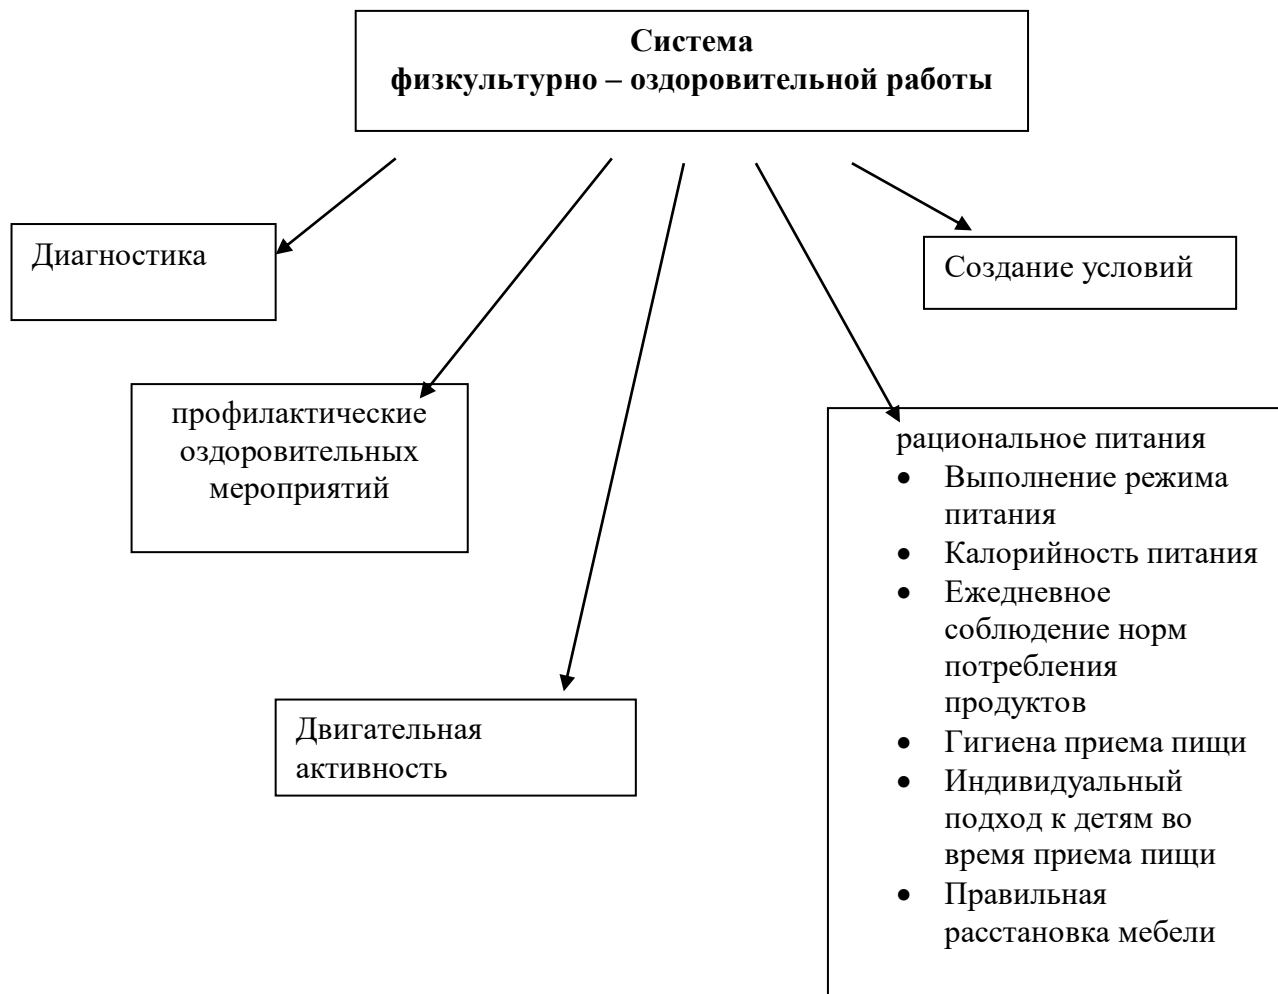 Система
физкультурно – оздоровительной работы
Диагностика
Создание условий
профилактические
оздоровительных
мероприятий
рациональное питания
• Выполнение режима
питания
• Калорийность питания
• Ежедневное
соблюдение норм
потребления
продуктов
• Гигиена приема пищи
• Индивидуальный
подход к детям во
время приема пищи
• Правильная
расстановка мебели
Двигательная
активность